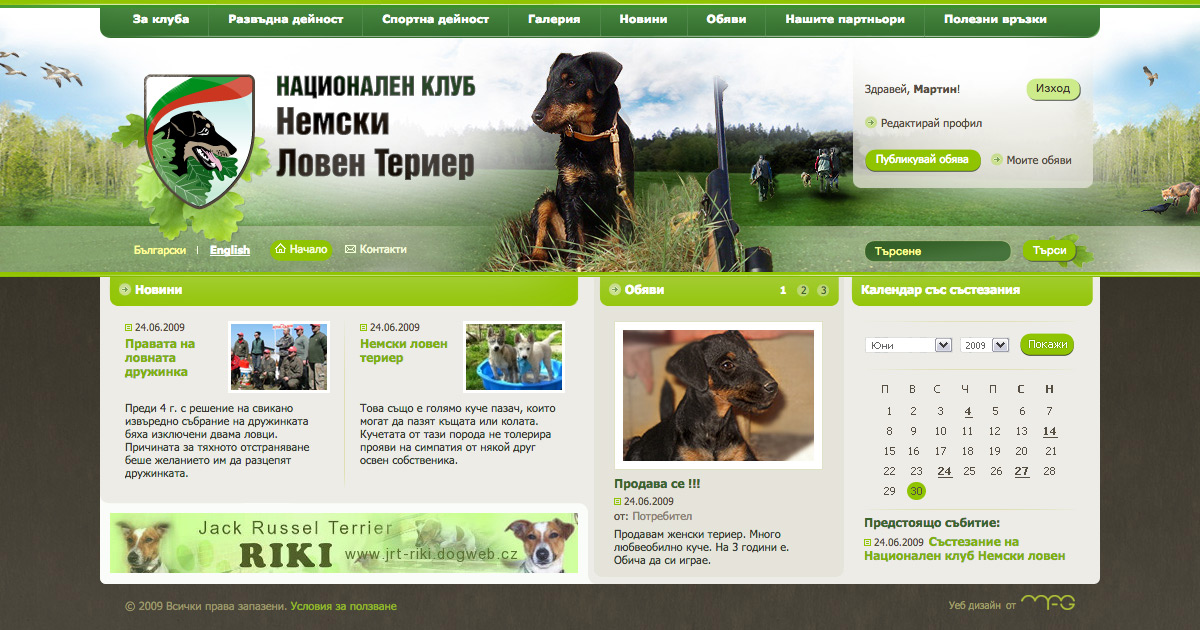 За клуба
Развъдна дейност
Спортна дейност
Галерия
Новини
Обяви
Нашите партньори
Полезни връзки
НАЦИОНАЛЕН КЛУБ
Немски
Ловен Териер
Здравей, Мартин!
Изход
Редактирай профил
Публикувай обява
Моите обяви
Български | English
Начало
Контакти
Търсене
Търси
Новини
24.06.2009
Правата на
ловната
дружинка
Преди 4 г. с решение на свикано
извъредно събрание на дружинката
бяха изключени двама ловци.
Причината за тяхното отстраняване
беше желанието им да разцепят
дружинката.
24.06.2009
Немски ловен
териер
Това също е голямо куче пазач, които
могат да пазят къщата или колата.
Кучетата от тази порода не толерира
прояви на симпатия от някой друг
освен собственика.
Jack Russel Terrier
RIKI www.jrt-riki.dogweb.cz
Обяви
1 2 3
Продава се !!!
24.06.2009
от: Потребител
Продавам женски териер. Много
любвеобилно куче. На 3 години е.
Обича да си играе.
Календар със състезания
Юни
2009
Покажи
П В С Ч П С Н
1 2 3 4 5 6 7
8 9 10 11 12 13 14
15 16 17 18 19 20 21
22 23 24 25 26 27 28
29 30
Предстоящо събитие:
24.06.2009 Състезание на
Национален клуб Немски ловен
© 2009 Всички права запазени. Условия за ползване
Уеб дизайн от MFG